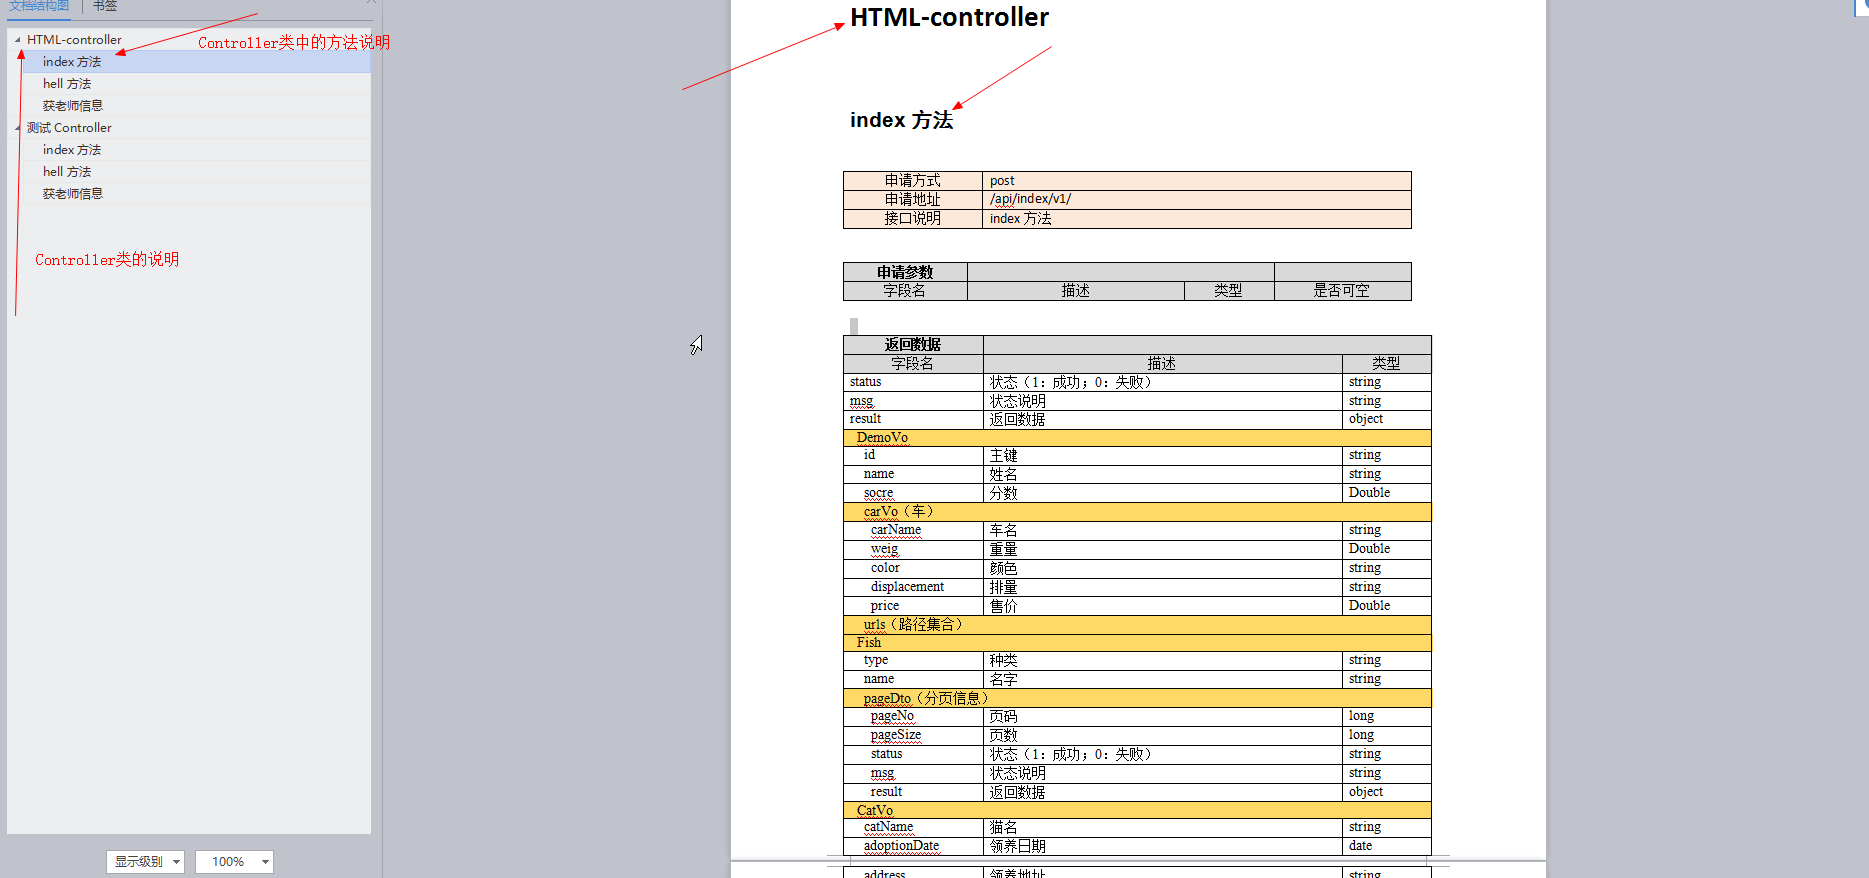 文档结构图 书签
HTML-controller
index 方法
hell 方法
获老师信息
测试 Controller
index 方法
hell 方法
获老师信息
Controller类中的方法说明
Controller类的说明
显示级别 100%
HTML-controller
index 方法
申请方式 post
申请地址 /api/index/v1/
接口说明 index 方法
申请参数
字段名 描述 类型 是否可空
返回数据
字段名 描述 类型
status 状态（1：成功；0：失败） string
msg 状态说明 string
result 返回数据 object
DemoVo
id 主键 string
name 姓名 string
socre 分数 Double
carVo（车）
carName 车名 string
weig 重量 Double
color 颜色 string
displacement 排量 string
price 售价 Double
urls（路径集合）
Fish
type 种类 string
name 名字 string
pageDto（分页信息）
pageNo 页码 long
pageSize 页数 long
status 状态（1：成功；0：失败） string
msg 状态说明 string
result 返回数据 object
CatVo
catName 猫名 string
adoptionDate 领养日期 date
address 领养地址 string